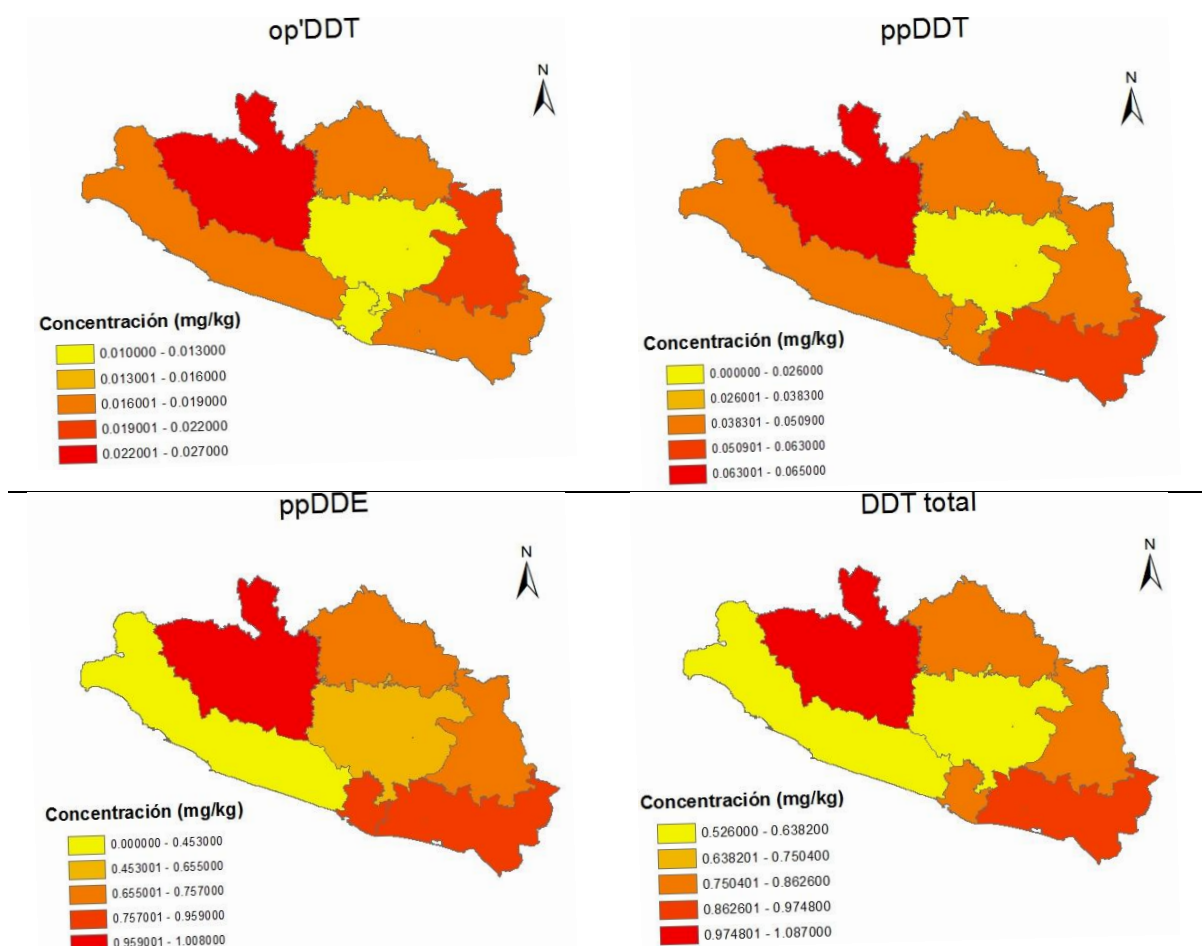 op'DDT
N
Concentración (mg/kg)
0.010000 - 0.013000
0.013001 - 0.016000
0.016001 - 0.019000
0.019001 - 0.022000
0.022001 - 0.027000
ppDDT
N
Concentración (mg/kg)
0.000000 - 0.026000
0.026001 - 0.038300
0.038301 - 0.050900
0.050901 - 0.063000
0.063001 - 0.065000
ppDDE
N
Concentración (mg/kg)
0.000000 - 0.453000
0.453001 - 0.655000
0.655001 - 0.757000
0.757001 - 0.959000
0.959001 - 1.008000
DDT total
N
Concentración (mg/kg)
0.526000 - 0.638200
0.638201 - 0.750400
0.750401 - 0.862600
0.862601 - 0.974800
0.974801 - 1.087000